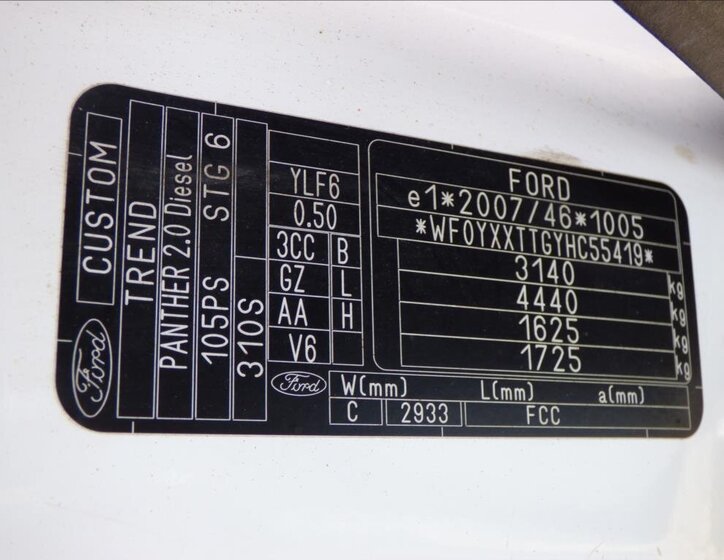 CUSTOM
Ford
TREND
PANTHER 2.0 Diesel
105PS STG 6
310S
YLF6
0.50
3CC B
GZ L
AA H
V6
Ford
FORD
e1*2007/46*1005
*WF0YXXTTGYHC55419*
3140 kg
4440 kg
1625 kg
1725 kg
W(mm) L(mm) a(mm)
C 2933 FCC